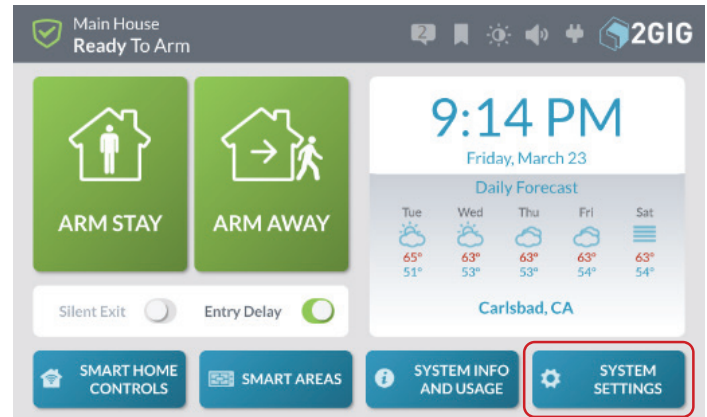 Main House
Ready To Arm
2
2GIG
ARM STAY
ARM AWAY
Silent Exit
Entry Delay
9:14 PM
Friday, March 23
Daily Forecast
Tue Wed Thu Fri Sat
65° 63° 63° 63° 63°
51° 53° 53° 54° 54°
Carlsbad, CA
SMART HOME
CONTROLS
SMART AREAS
SYSTEM INFO
AND USAGE
SYSTEM
SETTINGS